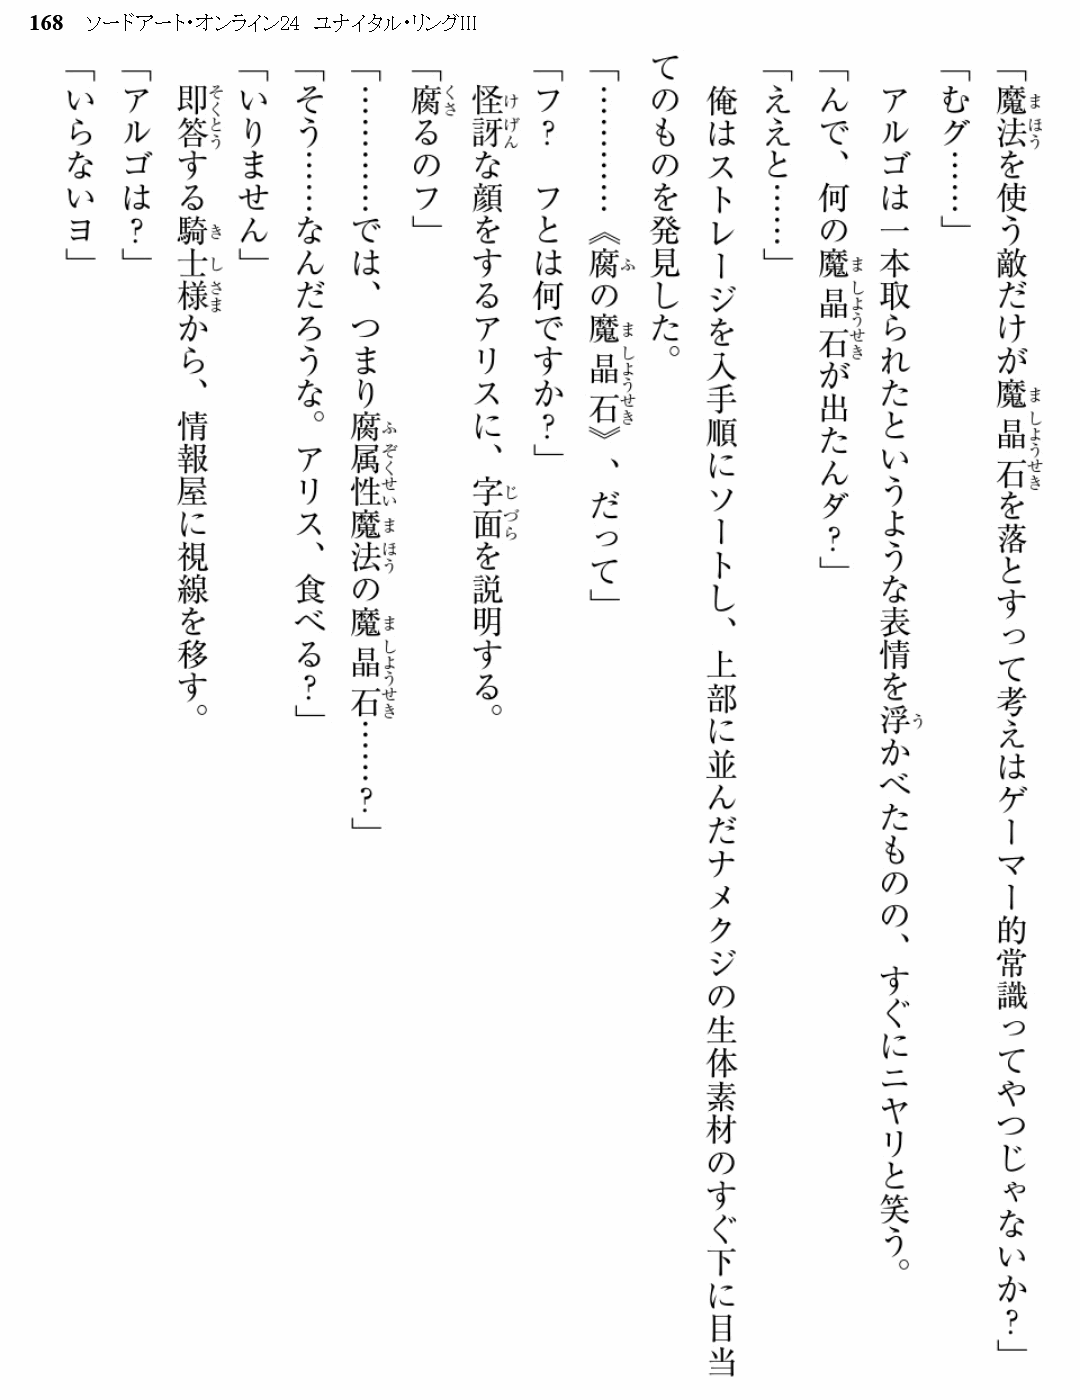 168 ソードアート・オンライン24 ユナイタル・リングIII
「魔法を使う敵だけが魔晶石を落とすって考えはゲーマー的常識ってやつじゃないか？」
「むグ……」
　アルゴは一本取られたというような表情を浮かべたものの、すぐにニヤリと笑う。
「んで、何の魔晶石が出たんダ？」
「ええと……」
　俺はストレージを入手順にソートし、上部に並んだナメクジの生体素材のすぐ下に目当
てのものを発見した。
「…………《腐の魔晶石》、だって」
「フ？　フとは何ですか？」
　怪訝な顔をするアリスに、字面を説明する。
「腐るのフ」
「…………では、つまり腐属性魔法の魔晶石……？」
「そう……なんだろうな。アリス、食べる？」
「いりません」
　即答する騎士様から、情報屋に視線を移す。
「アルゴは？」
「いらないヨ」